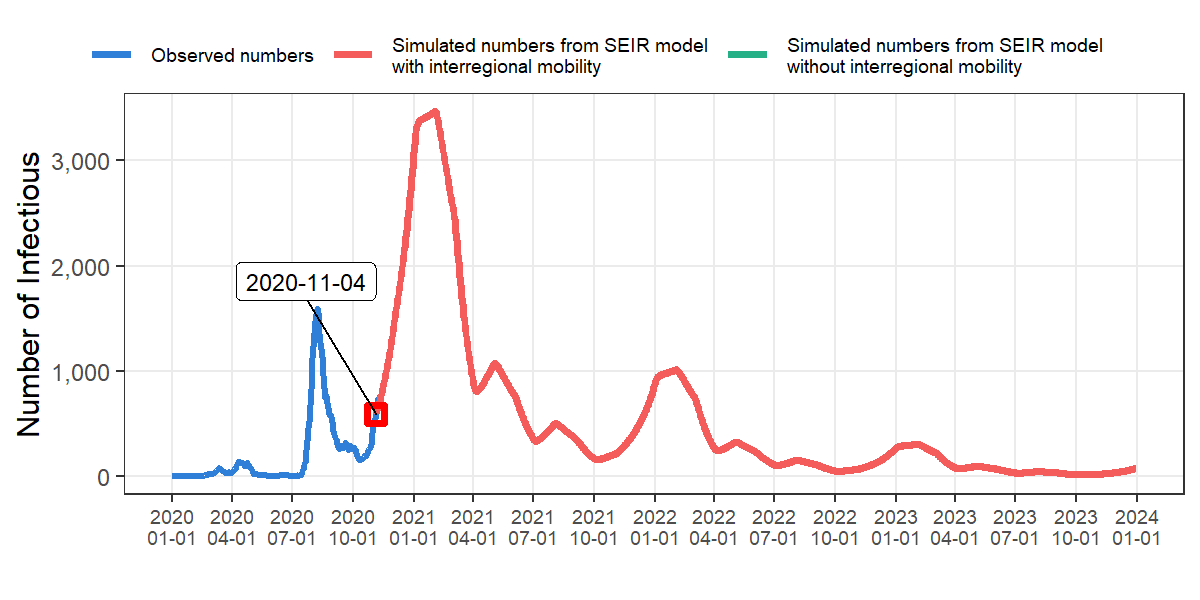 Observed numbers
Simulated numbers from SEIR model
with interregional mobility
Simulated numbers from SEIR model
without interregional mobility
Number of Infectious
3,000
2,000
1,000
0
2020-11-04
2020 2020 2020 2020 2021 2021 2021 2021 2022 2022 2022 2022 2023 2023 2023 2023 2024
01-01 04-01 07-01 10-01 01-01 04-01 07-01 10-01 01-01 04-01 07-01 10-01 01-01 04-01 07-01 10-01 01-01